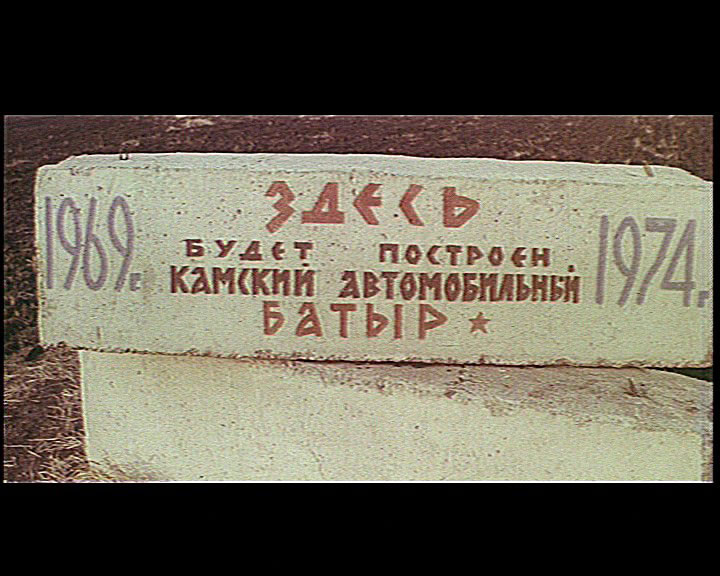 ЗДЕСЬ
1969г. БУДЕТ ПОСТРОЕН 1974г.
КАМСКИЙ АВТОМОБИЛЬНЫЙ
БАТЫР